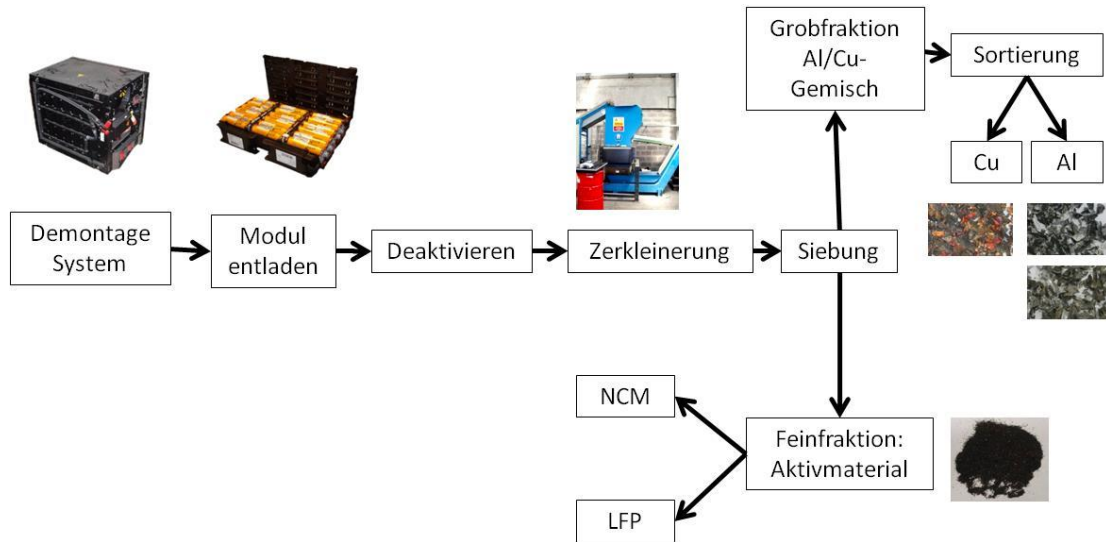 Grobfraktion
Al/Cu-
Gemisch
Sortierung
Cu
Al
Demontage
System
Modul
entladen
Deaktivieren
Zerkleinerung
Siebung
NCM
Feinfraktion:
Aktivmaterial
LFP